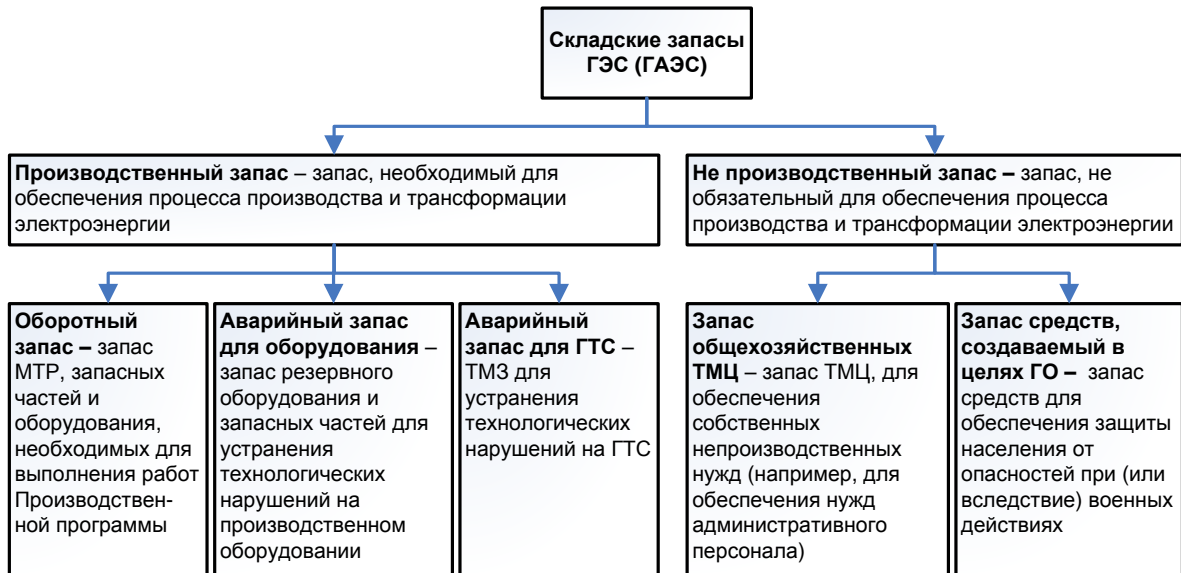 Складские запасы
ГЭС (ГАЭС)
Производственный запас – запас, необходимый для
обеспечения процесса производства и трансформации
электроэнергии
Не производственный запас – запас, не
обязательный для обеспечения процесса
производства и трансформации электроэнергии
Оборотный
запас – запас
МТР, запасных
частей и
оборудования,
необходимых для
выполнения работ
Производствен-
ной программы
Аварийный запас
для оборудования –
запас резервного
оборудования и
запасных частей для
устранения
технологических
нарушений на
производственном
оборудовании
Аварийный
запас для ГТС –
ТМЗ для
устранения
технологических
нарушений на ГТС
Запас
общехозяйственных
ТМЦ – запас ТМЦ, для
обеспечения
собственных
непроизводственных
нужд (например, для
обеспечения нужд
административного
персонала)
Запас средств,
создаваемый в
целях ГО – запас
средств для
обеспечения защиты
населения от
опасностей при (или
вследствие) военных
действиях